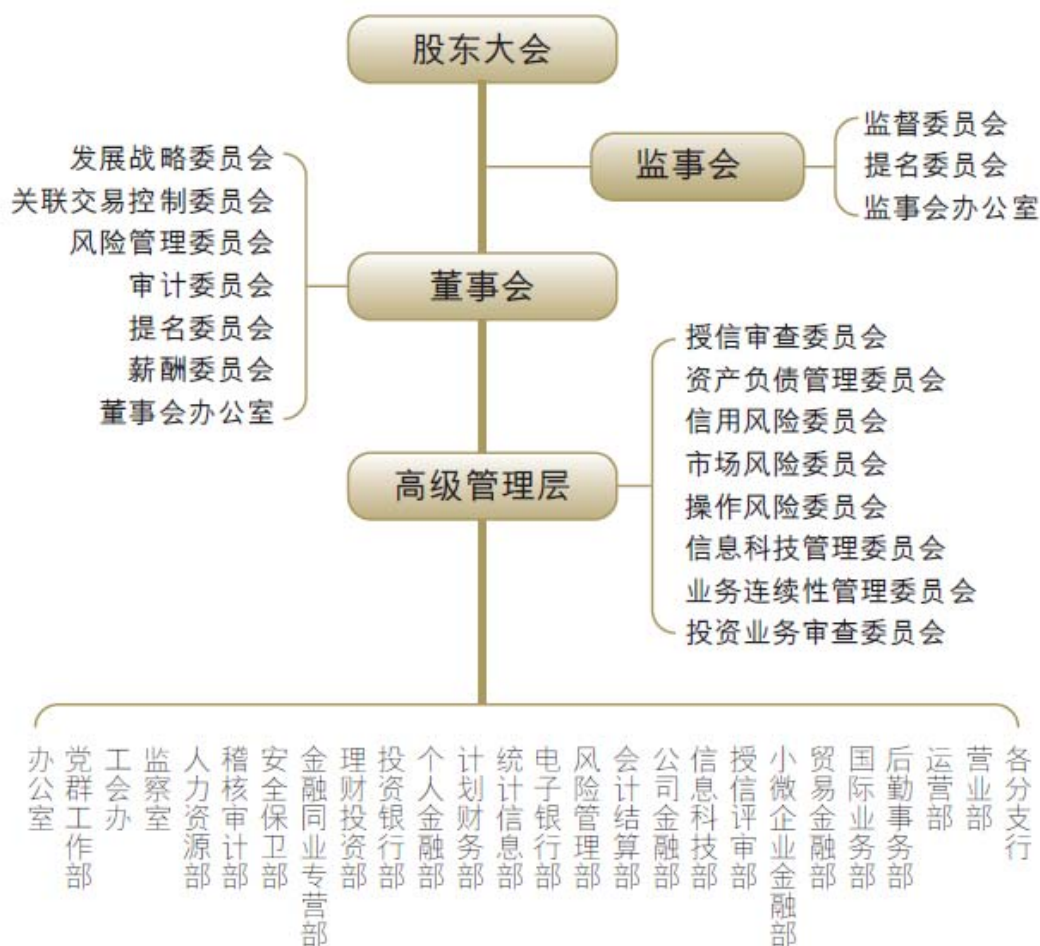 股东大会
监事会
监督委员会
提名委员会
监事会办公室
发展战略委员会
关联交易控制委员会
风险管理委员会
审计委员会
提名委员会
薪酬委员会
董事会办公室
董事会
高级管理层
授信审查委员会
资产负债管理委员会
信用风险委员会
市场风险委员会
操作风险委员会
信息科技管理委员会
业务连续性管理委员会
投资业务审查委员会
办公室
党群工作部
工会办
监察室
人力资源部
稽核审计部
安全保卫部
金融同业专营部
理财投资部
投资银行部
个人金融部
计划财务部
统计信息部
电子银行部
风险管理部
会计结算部
公司金融部
信息科技部
授信评审部
小微企业金融部
贸易金融部
国际业务部
后勤事务部
运营部
营业部
各分支行